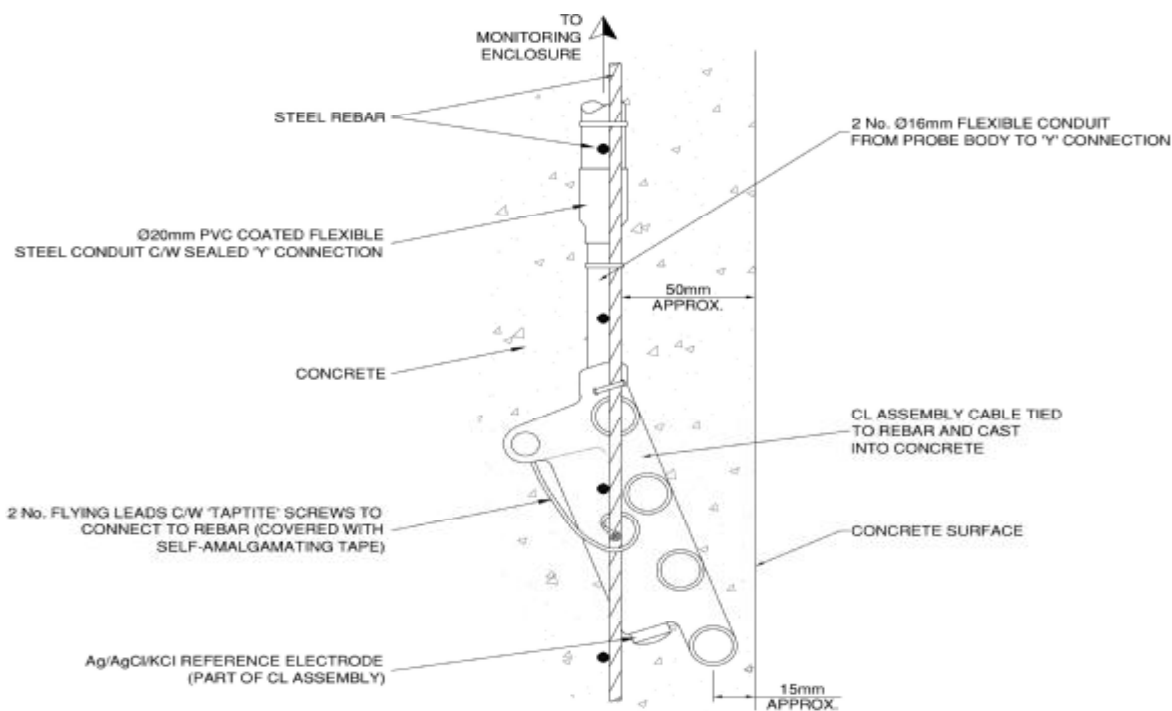 TO
MONITORING
ENCLOSURE
STEEL REBAR
2 No. Ø16mm FLEXIBLE CONDUIT
FROM PROBE BODY TO 'Y' CONNECTION
Ø20mm PVC COATED FLEXIBLE
STEEL CONDUIT C/W SEALED 'Y' CONNECTION
50mm
APPROX.
CONCRETE
CL ASSEMBLY CABLE TIED
TO REBAR AND CAST
INTO CONCRETE
2 No. FLYING LEADS C/W 'TAPTITE' SCREWS TO
CONNECT TO REBAR (COVERED WITH
SELF-AMALGAMATING TAPE)
CONCRETE SURFACE
Ag/AgCl/KCl REFERENCE ELECTRODE
(PART OF CL ASSEMBLY)
15mm
APPROX.